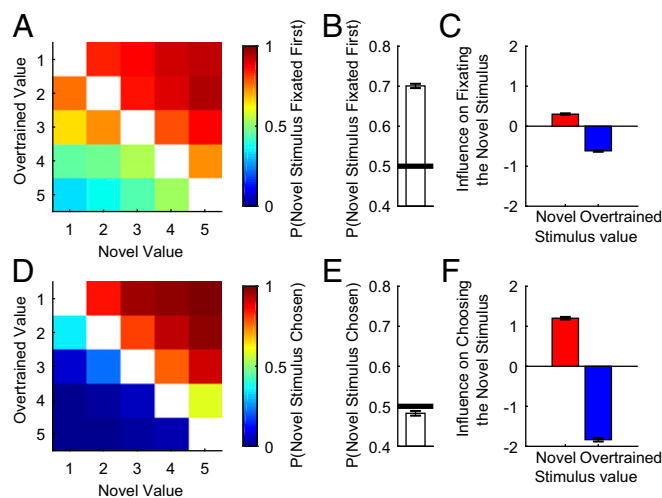 A
Overtrained Value
1
2
3
4
5
1 2 3 4 5
Novel Value
1
0.5
0
P(Novel Stimulus Fixated First)
B
P(Novel Stimulus Fixated First)
0.8
0.7
0.6
0.5
0.4
C
Influence on Fixating
the Novel Stimulus
2
1
0
-1
-2
Novel Overtrained
Stimulus value
D
Overtrained Value
1
2
3
4
5
1 2 3 4 5
Novel Value
1
0.5
0
P(Novel Stimulus Chosen)
E
P(Novel Stimulus Chosen)
0.8
0.7
0.6
0.5
0.4
F
Influence on Choosing
the Novel Stimulus
2
1
0
-1
-2
Novel Overtrained
Stimulus value